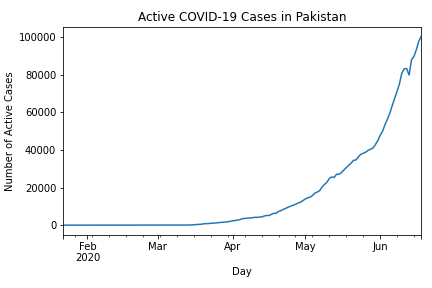 Active COVID-19 Cases in Pakistan
100000
80000
60000
40000
20000
0
Number of Active Cases
Feb Mar Apr May Jun
2020
Day